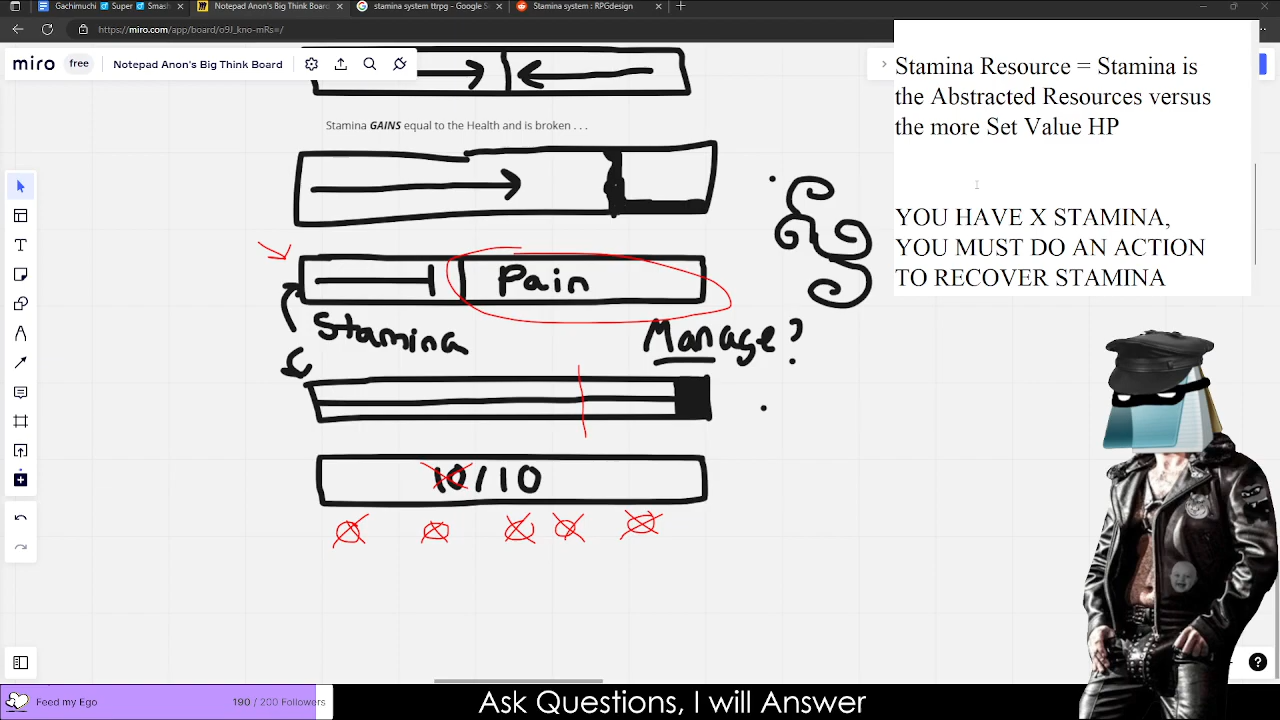 Gachimuchi
Super
Smash
Notepad Anon's Big Think Board
stamina system ttrpg - Google S
Stamina system : RPGdesign
https://miro.com/app/board/o9J_kno-mRs=/
miro
free
Notepad Anon's Big Think Board
Stamina GAINS equal to the Health and is broken . . .
Pain
Stamina
Manage?
10/10
Stamina Resource = Stamina is
the Abstracted Resources versus
the more Set Value HP
YOU HAVE X STAMINA,
YOU MUST DO AN ACTION
TO RECOVER STAMINA
Feed my Ego
190 / 200 Followers
Ask Questions, I will Answer